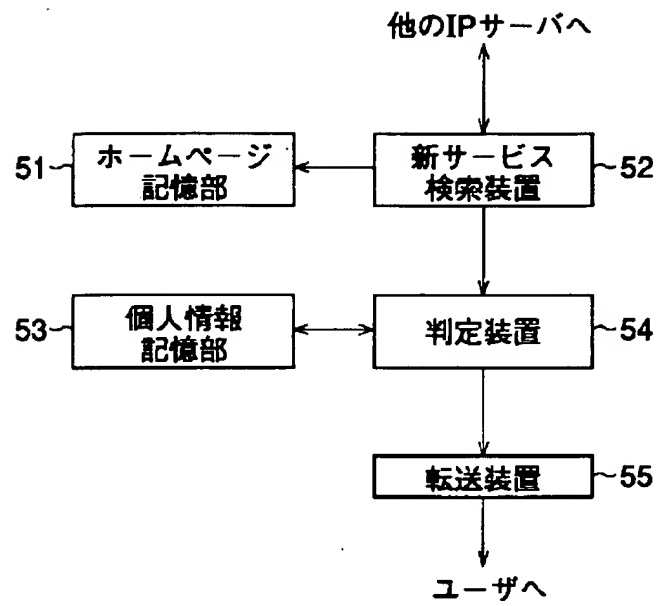 他のIPサーバへ
51
ホームページ
記憶部
新サービス
検索装置
52
53
個人情報
記憶部
判定装置
54
転送装置
55
ユーザへ